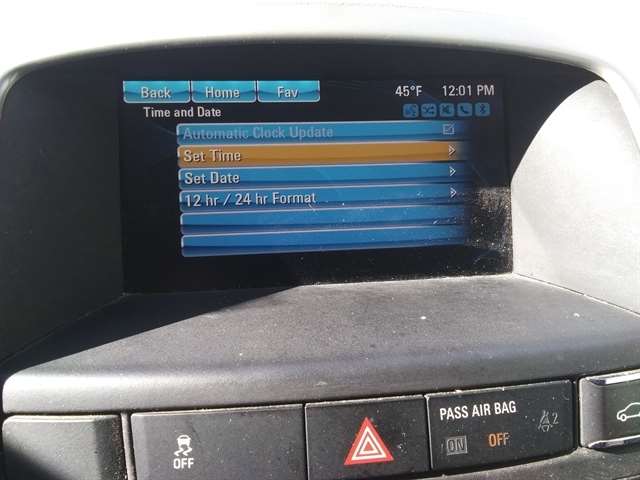 Back Home Fav 45°F 12:01 PM
Time and Date
Automatic Clock Update
Set Time
Set Date
12 hr / 24 hr Format
PASS AIR BAG
ON OFF 2
OFF